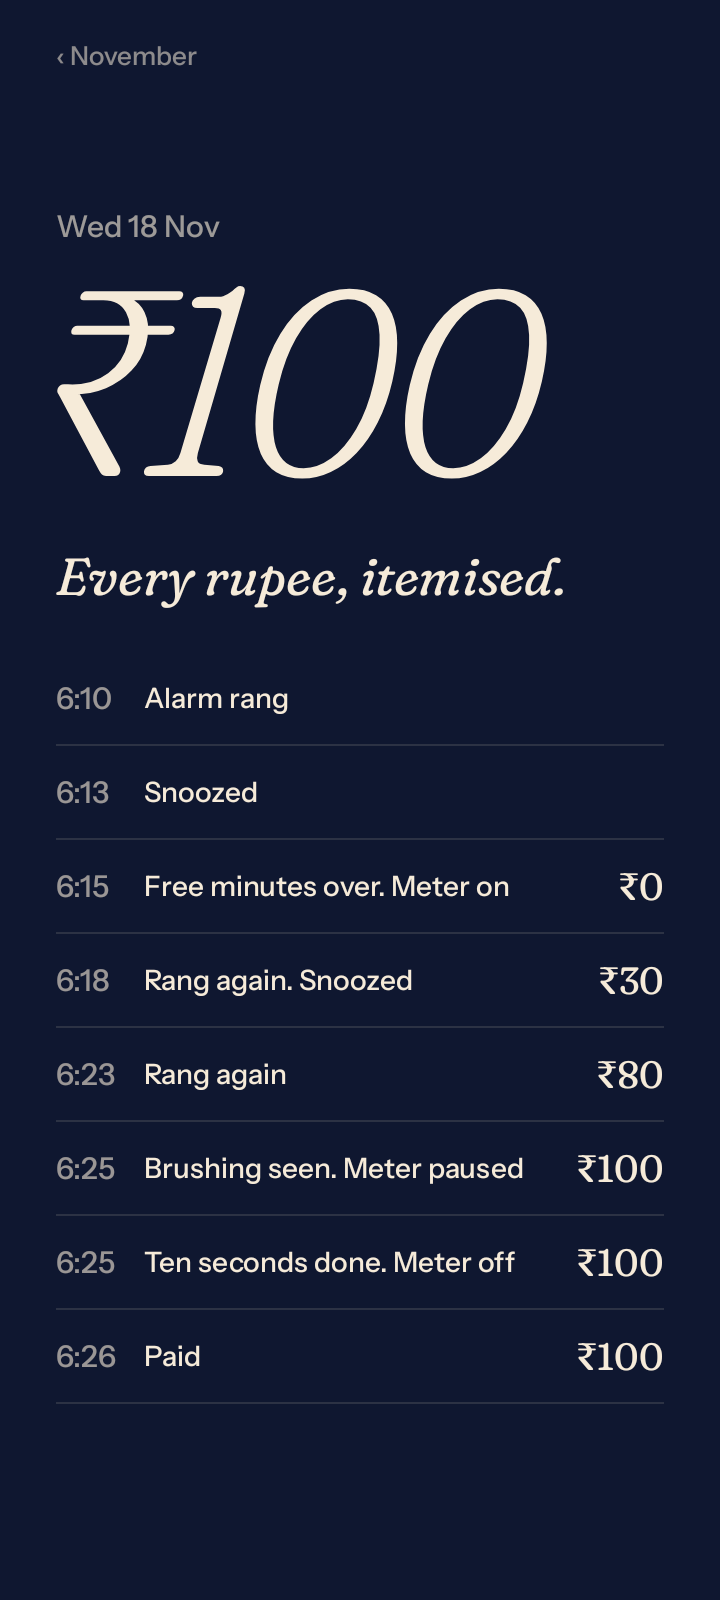 ‹ November
Wed 18 Nov
₹100
Every rupee, itemised.
6:10 Alarm rang
6:13 Snoozed
6:15 Free minutes over. Meter on ₹0
6:18 Rang again. Snoozed ₹30
6:23 Rang again ₹80
6:25 Brushing seen. Meter paused ₹100
6:25 Ten seconds done. Meter off ₹100
6:26 Paid ₹100